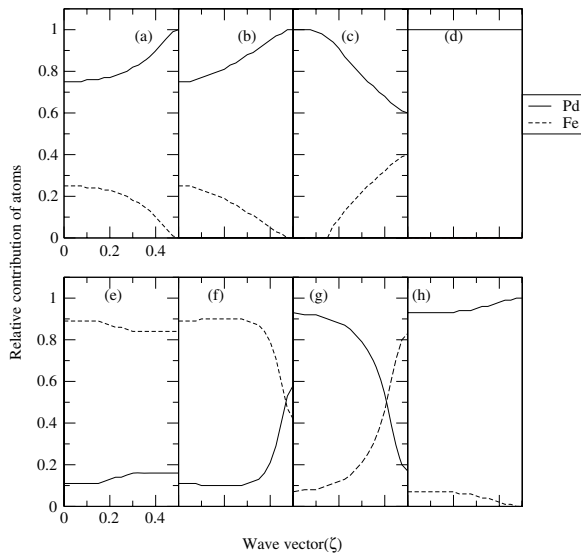 (a) (b) (c) (d)
1
0.8
0.6
0.4
0.2
0
0 0.2 0.4
Pd
Fe
Relative contribution of atoms
(e) (f) (g) (h)
1
0.8
0.6
0.4
0.2
0
0 0.2 0.4
Wave vector(ζ)